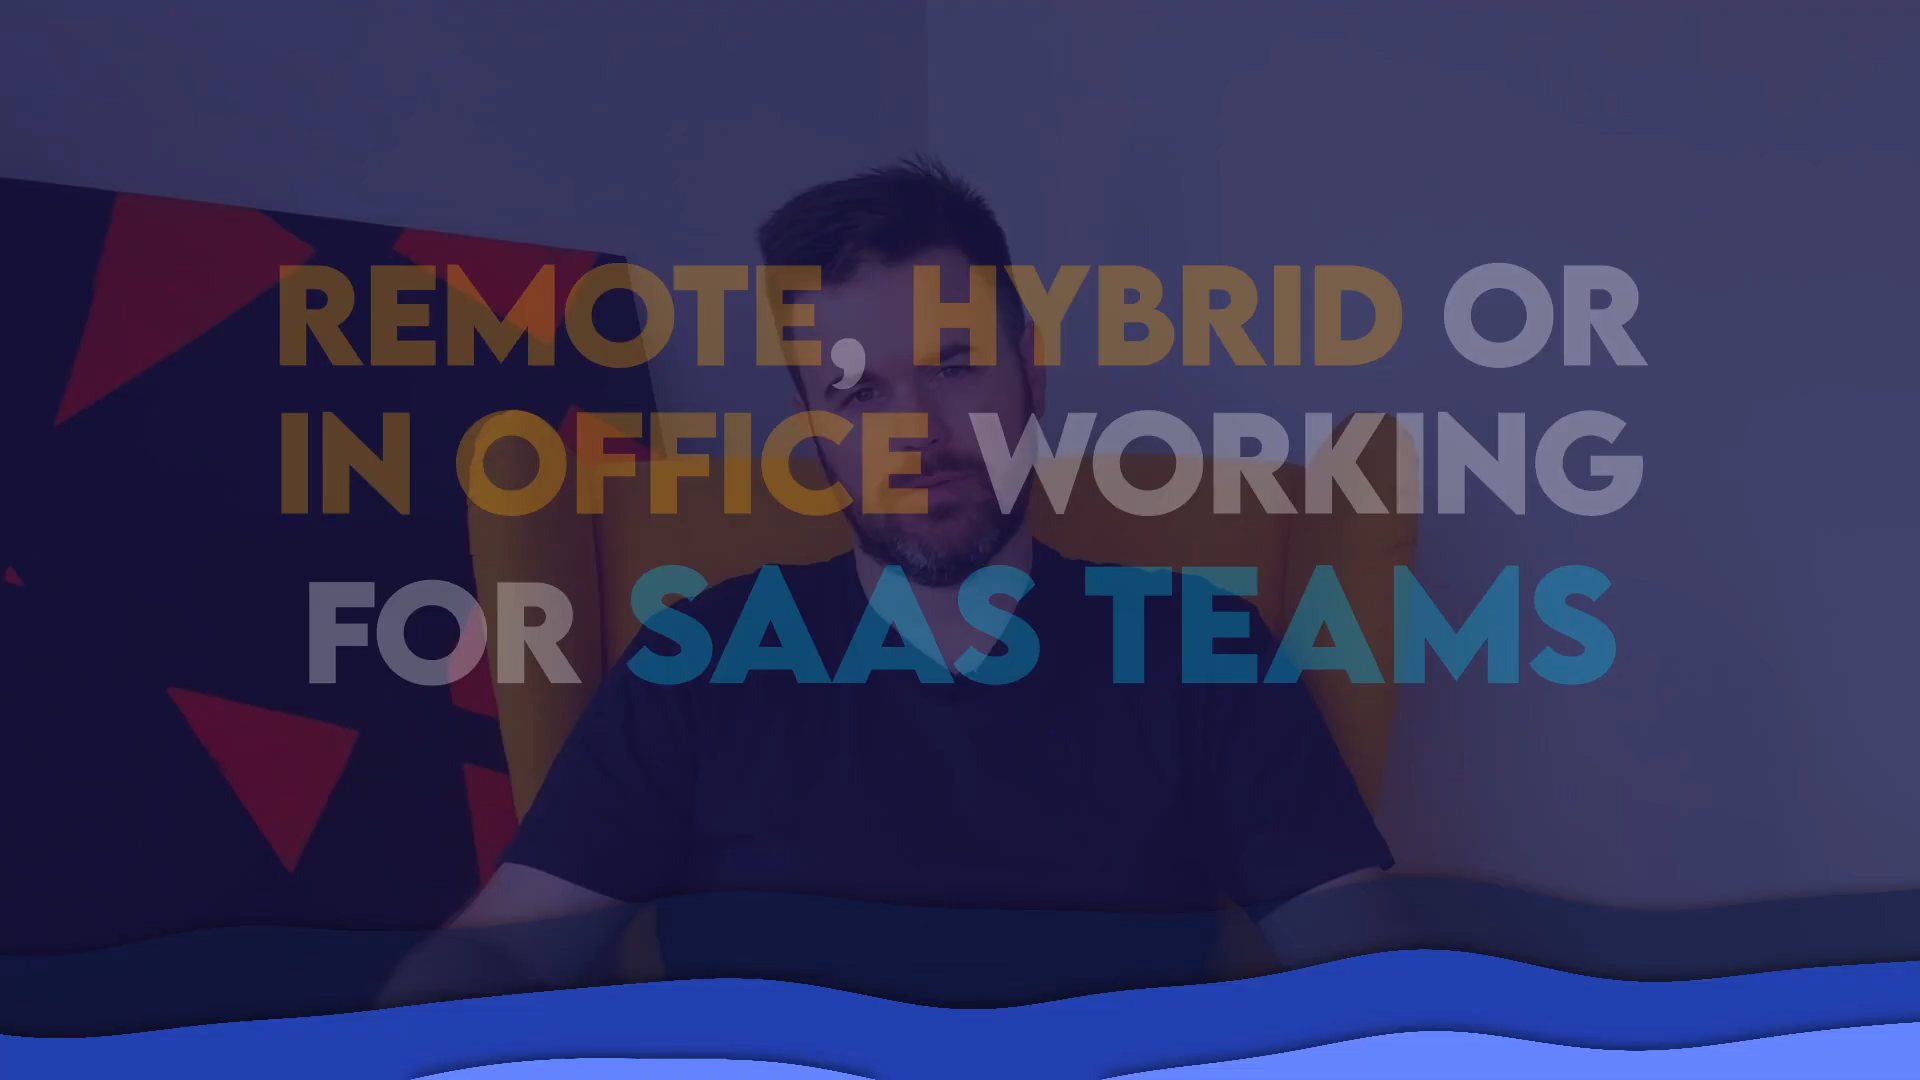 REMOTE, HYBRID OR
IN OFFICE WORKING
FOR SAAS TEAMS